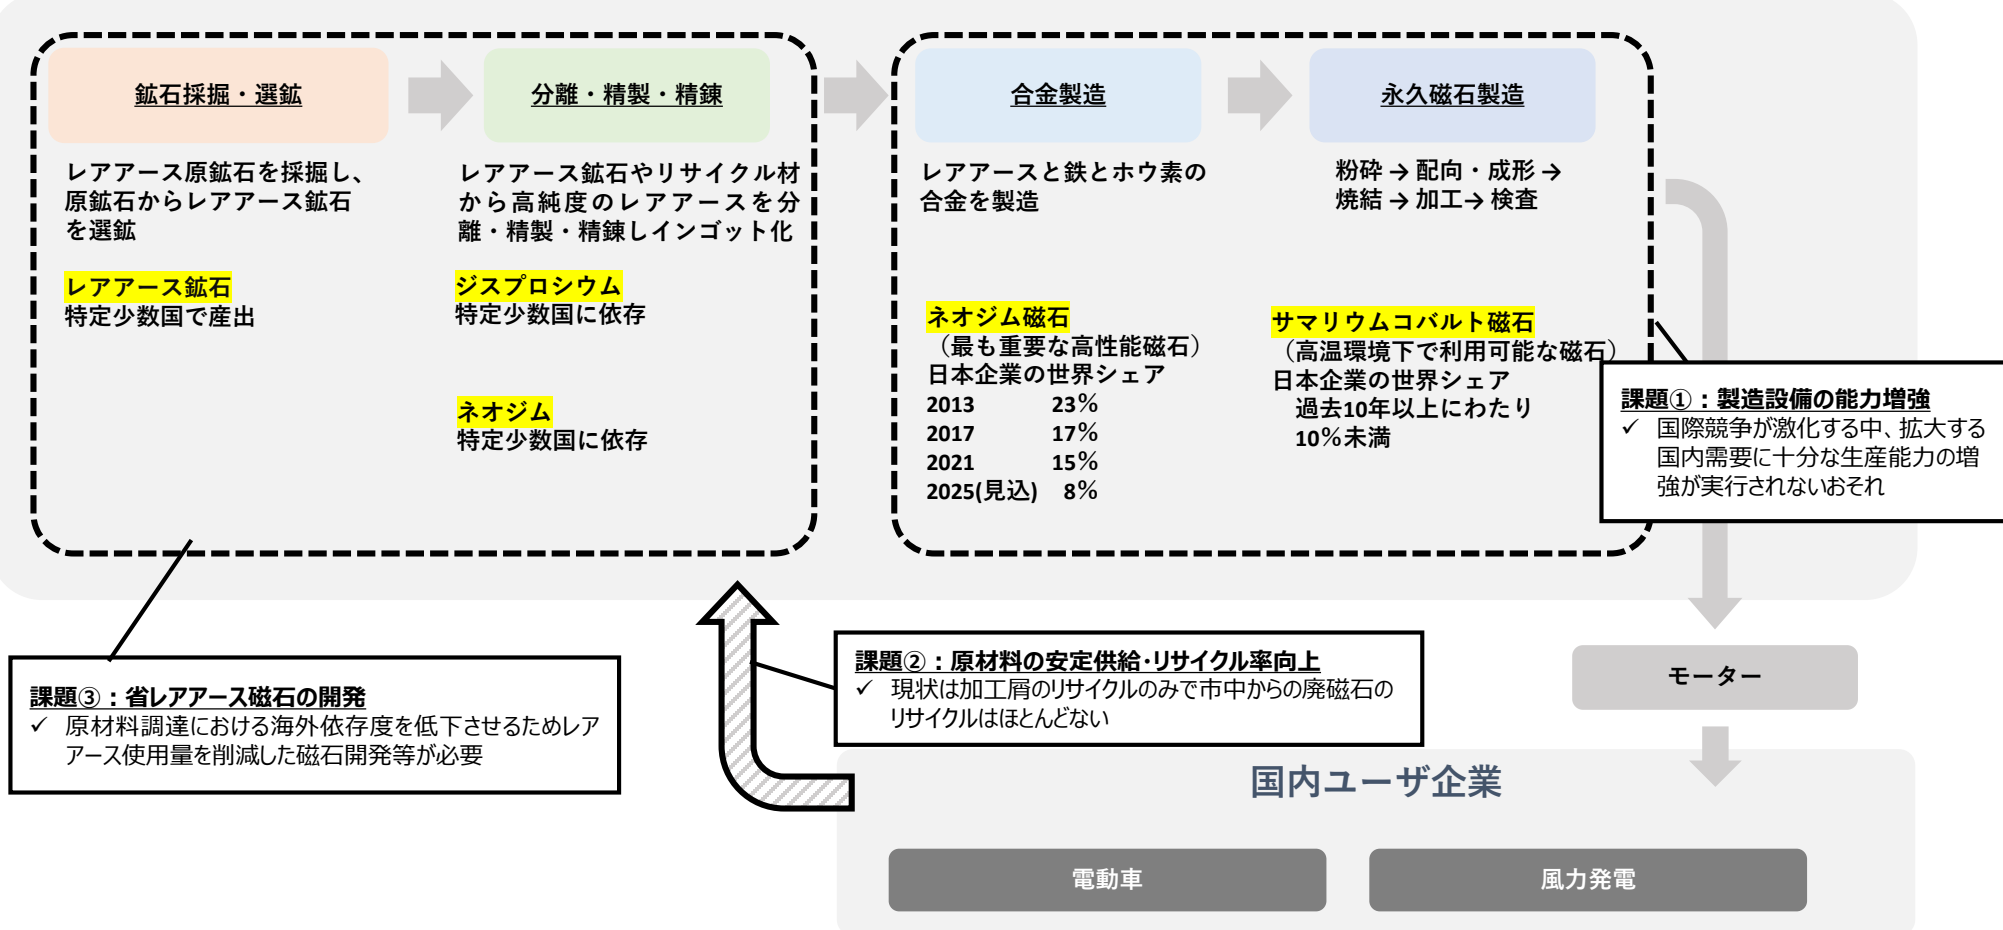 鉱石採掘・選鉱
レアアース原鉱石を採掘し、
原鉱石からレアアース鉱石
を選鉱
レアアース鉱石
特定少数国で産出
分離・精製・精錬
レアアース鉱石やリサイクル材
から高純度のレアアースを分
離・精製・精錬しインゴット化
ジスプロシウム
特定少数国に依存
ネオジム
特定少数国に依存
合金製造
レアアースと鉄とホウ素の
合金を製造
ネオジム磁石
（最も重要な高性能磁石）
日本企業の世界シェア
2013 23％
2017 17％
2021 15％
2025(見込) 8％
永久磁石製造
粉砕 → 配向・成形 →
焼結 → 加工→ 検査
サマリウムコバルト磁石
（高温環境下で利用可能な磁石）
日本企業の世界シェア
過去10年以上にわたり
10％未満
課題①：製造設備の能力増強
✓ 国際競争が激化する中、拡大する
国内需要に十分な生産能力の増
強が実行されないおそれ
課題③：省レアアース磁石の開発
✓ 原材料調達における海外依存度を低下させるためレア
アース使用量を削減した磁石開発等が必要
課題②：原材料の安定供給・リサイクル率向上
✓ 現状は加工屑のリサイクルのみで市中からの廃磁石の
リサイクルはほとんどない
モーター
国内ユーザ企業
電動車
風力発電